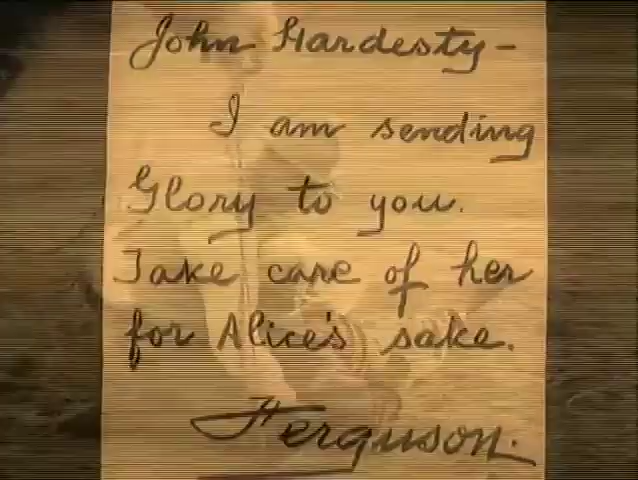 John Hardesty -
I am sending
Glory to you.
Take care of her
for Alice's sake.
Ferguson.